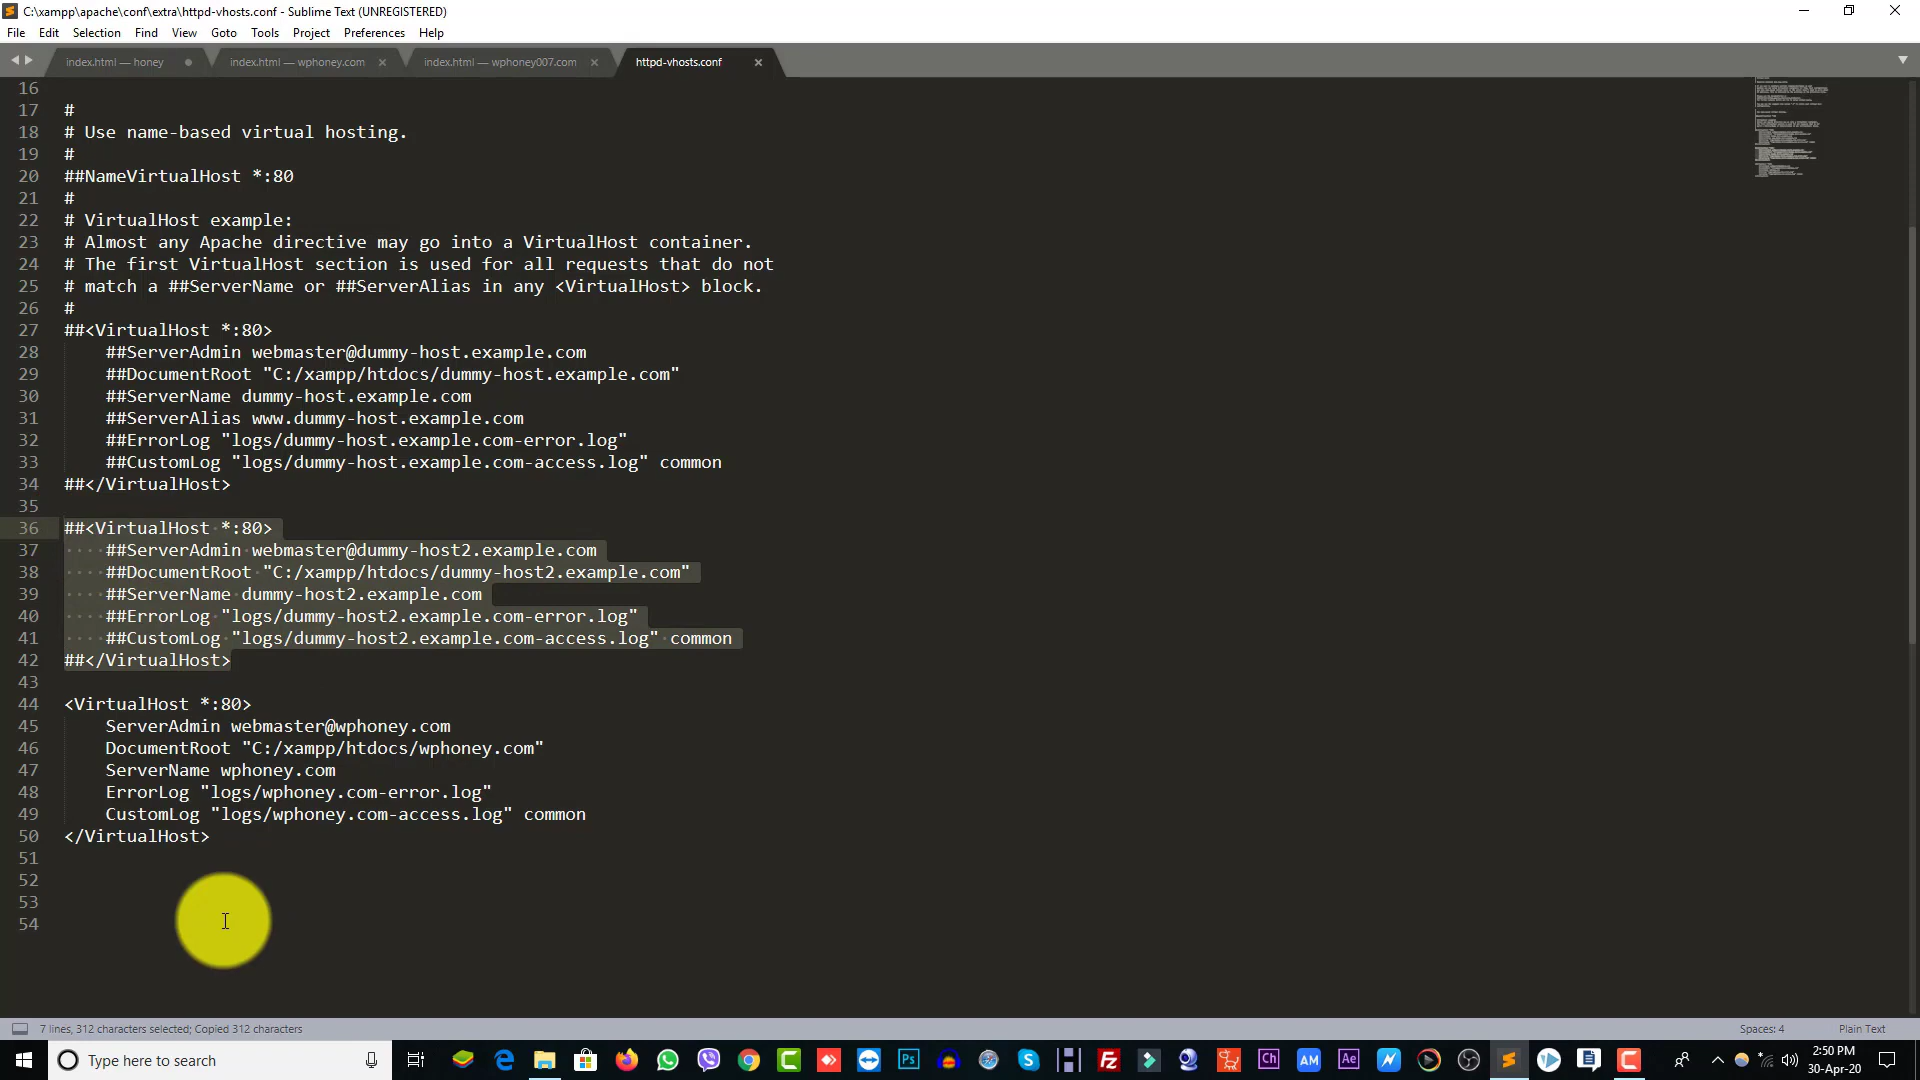 C:\xampp\apache\conf\extra\httpd-vhosts.conf - Sublime Text (UNREGISTERED)
File Edit Selection Find View Goto Tools Project Preferences Help
index.html — honey index.html — wphoney.com index.html — wphoney007.com httpd-vhosts.conf
16
17 #
18 # Use name-based virtual hosting.
19 #
20 ##NameVirtualHost *:80
21 #
22 # VirtualHost example:
23 # Almost any Apache directive may go into a VirtualHost container.
24 # The first VirtualHost section is used for all requests that do not
25 # match a ##ServerName or ##ServerAlias in any <VirtualHost> block.
26 #
27 ##<VirtualHost *:80>
28 ##ServerAdmin webmaster@dummy-host.example.com
29 ##DocumentRoot "C:/xampp/htdocs/dummy-host.example.com"
30 ##ServerName dummy-host.example.com
31 ##ServerAlias www.dummy-host.example.com
32 ##ErrorLog "logs/dummy-host.example.com-error.log"
33 ##CustomLog "logs/dummy-host.example.com-access.log" common
34 ##</VirtualHost>
35
36 ##<VirtualHost *:80>
37 ##ServerAdmin webmaster@dummy-host2.example.com
38 ##DocumentRoot "C:/xampp/htdocs/dummy-host2.example.com"
39 ##ServerName dummy-host2.example.com
40 ##ErrorLog "logs/dummy-host2.example.com-error.log"
41 ##CustomLog "logs/dummy-host2.example.com-access.log" common
42 ##</VirtualHost>
43
44 <VirtualHost *:80>
45 ServerAdmin webmaster@wphoney.com
46 DocumentRoot "C:/xampp/htdocs/wphoney.com"
47 ServerName wphoney.com
48 ErrorLog "logs/wphoney.com-error.log"
49 CustomLog "logs/wphoney.com-access.log" common
50 </VirtualHost>
51
52
53
54
7 lines, 312 characters selected; Copied 312 characters Spaces: 4 Plain Text
Type here to search Ps Ch AM Ae 2:50 PM
30-Apr-20